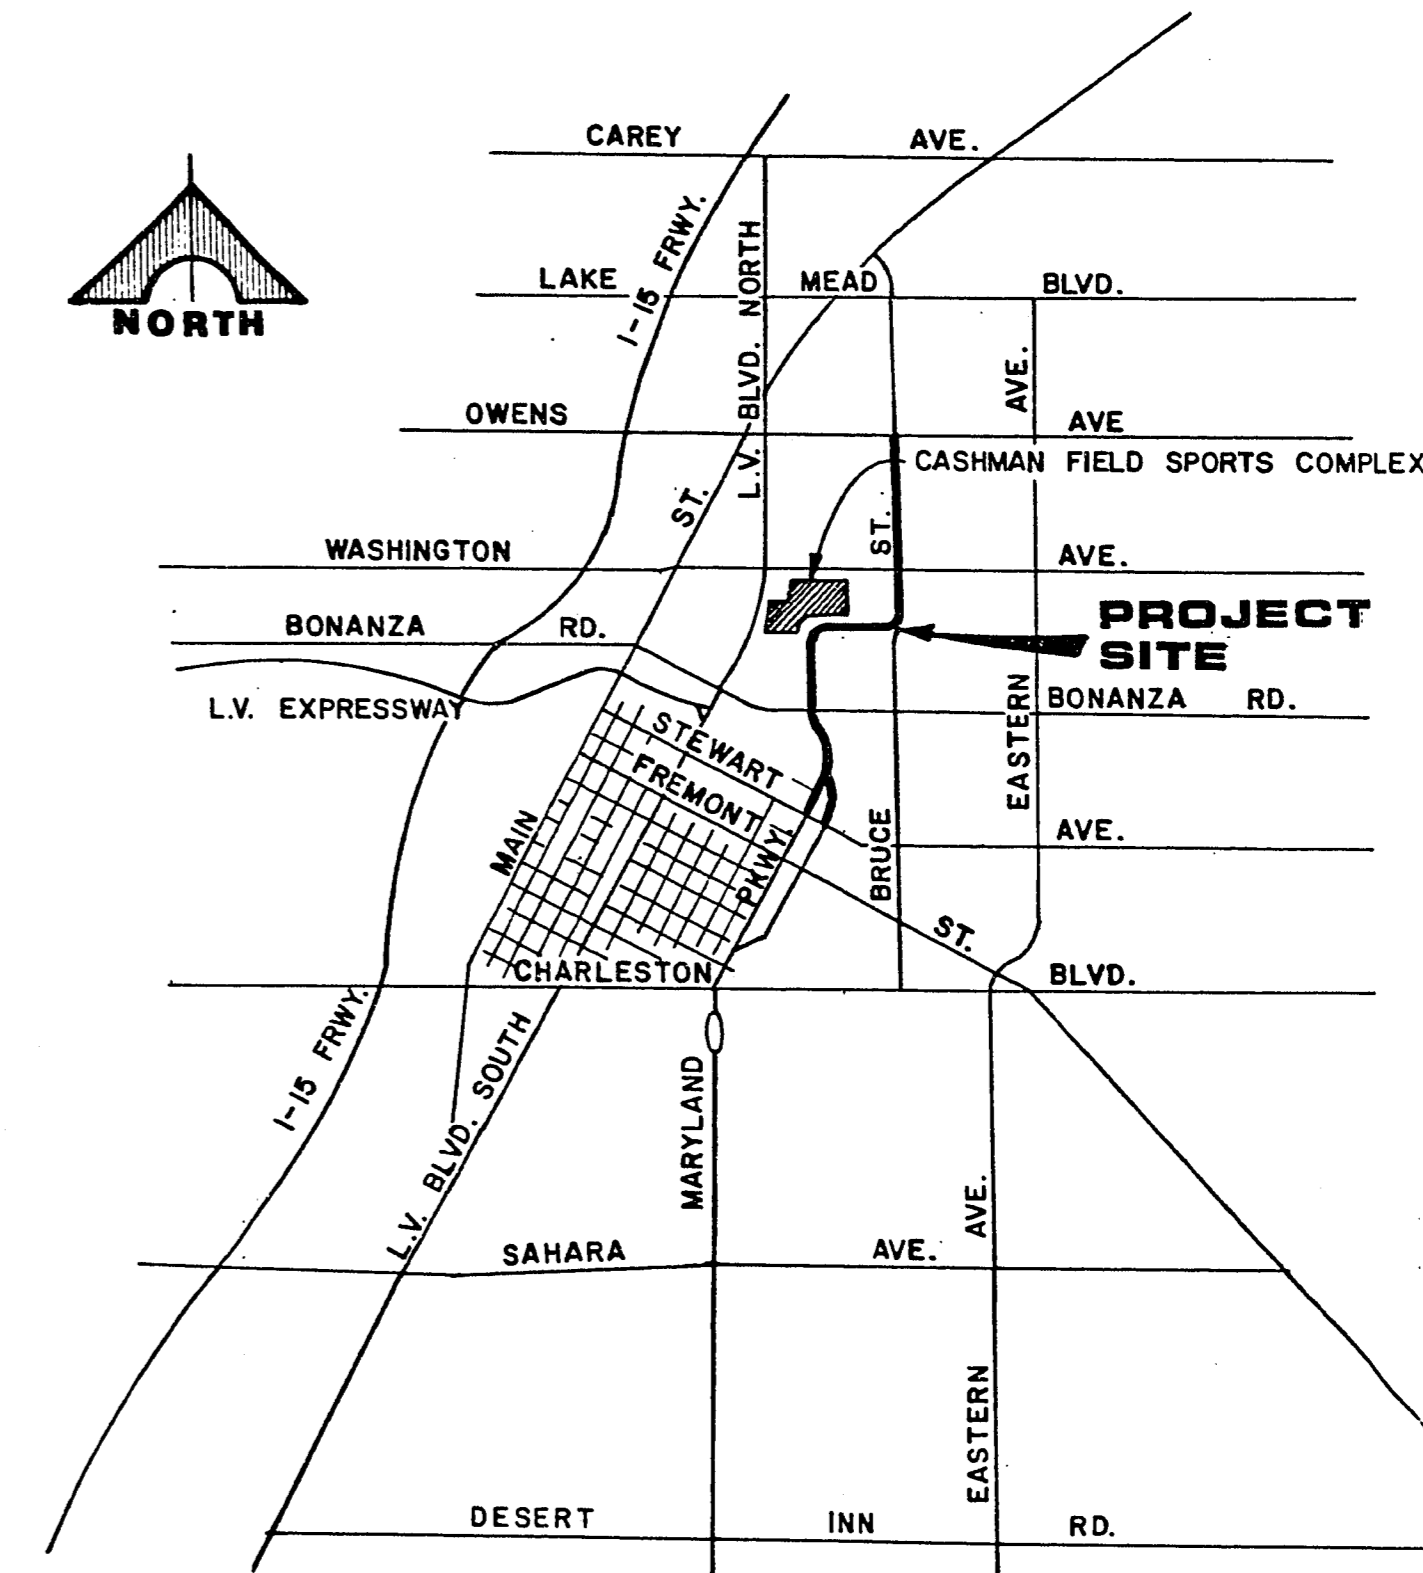 CAREY AVE.
I-15 FRWY.
L.V. BLVD. NORTH
NORTH
LAKE MEAD BLVD.
OWENS AVE
AVE.
CASHMAN FIELD SPORTS COMPLEX
ST.
ST.
WASHINGTON AVE.
BONANZA RD.
PROJECT
SITE
L.V. EXPRESSWAY
BONANZA RD.
EASTERN
STEWART
AVE.
FREMONT
MAIN
PKWY.
BRUCE
ST.
CHARLESTON BLVD.
I-15 FRWY.
L.V. BLVD. SOUTH
MARYLAND
AVE.
SAHARA AVE.
EASTERN
DESERT INN RD.